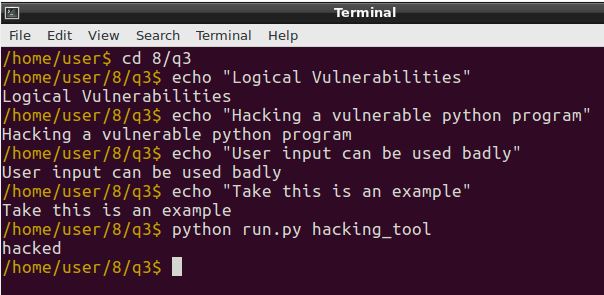 Terminal
File Edit View Search Terminal Help
/home/user$ cd 8/q3
/home/user/8/q3$ echo "Logical Vulnerabilities"
Logical Vulnerabilities
/home/user/8/q3$ echo "Hacking a vulnerable python program"
Hacking a vulnerable python program
/home/user/8/q3$ echo "User input can be used badly"
User input can be used badly
/home/user/8/q3$ echo "Take this is an example"
Take this is an example
/home/user/8/q3$ python run.py hacking_tool
hacked
/home/user/8/q3$